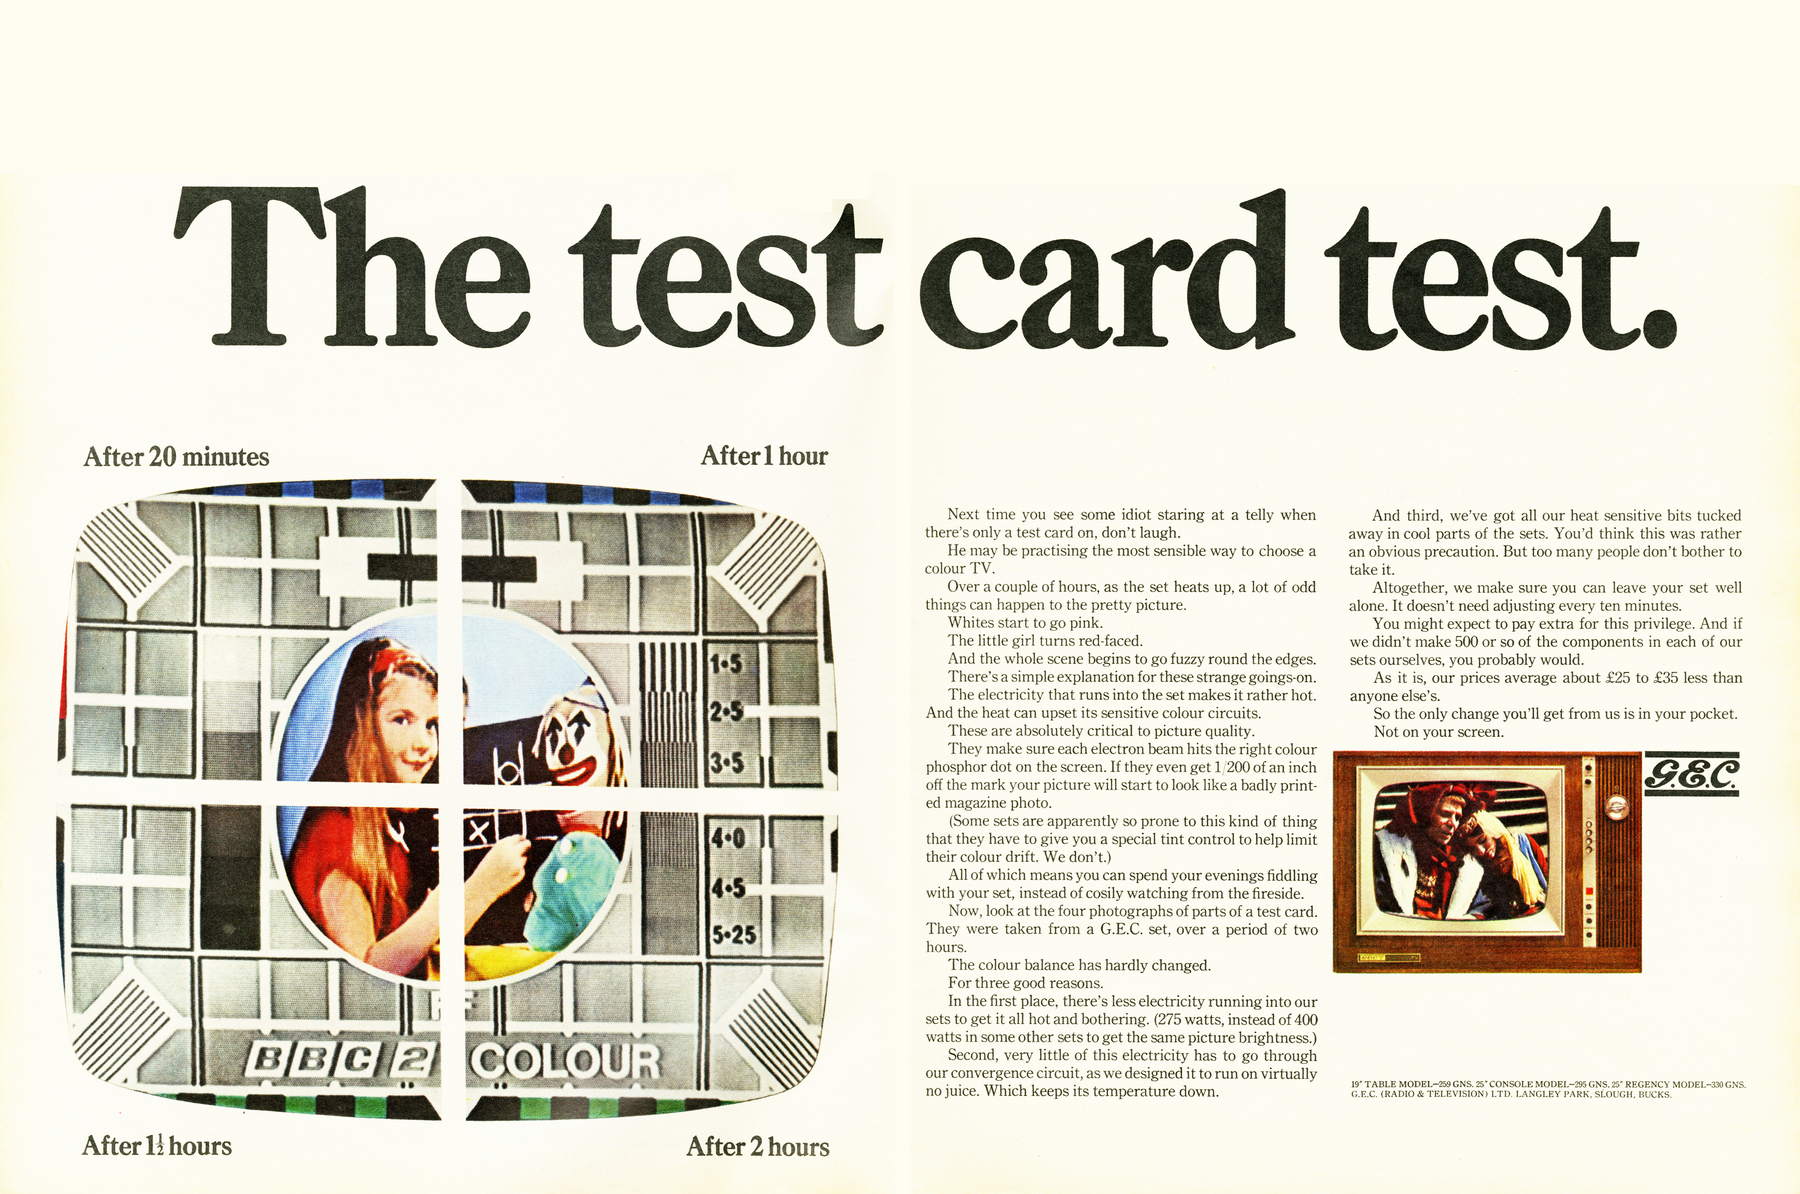 The test card test.
After 20 minutes
After 1 hour
1•5
2•5
3•5
4•0
4•5
5•25
BBC 2 COLOUR
After 1½ hours
After 2 hours
Next time you see some idiot staring at a telly when
there's only a test card on, don't laugh.
He may be practising the most sensible way to choose a
colour TV.
Over a couple of hours, as the set heats up, a lot of odd
things can happen to the pretty picture.
Whites start to go pink.
The little girl turns red-faced.
And the whole scene begins to go fuzzy round the edges.
There's a simple explanation for these strange goings-on.
The electricity that runs into the set makes it rather hot.
And the heat can upset its sensitive colour circuits.
These are absolutely critical to picture quality.
They make sure each electron beam hits the right colour
phosphor dot on the screen. If they even get 1/200 of an inch
off the mark your picture will start to look like a badly print-
ed magazine photo.
(Some sets are apparently so prone to this kind of thing
that they have to give you a special tint control to help limit
their colour drift. We don't.)
All of which means you can spend your evenings fiddling
with your set, instead of cosily watching from the fireside.
Now, look at the four photographs of parts of a test card.
They were taken from a G.E.C. set, over a period of two
hours.
The colour balance has hardly changed.
For three good reasons.
In the first place, there's less electricity running into our
sets to get it all hot and bothering. (275 watts, instead of 400
watts in some other sets to get the same picture brightness.)
Second, very little of this electricity has to go through
our convergence circuit, as we designed it to run on virtually
no juice. Which keeps its temperature down.
And third, we've got all our heat sensitive bits tucked
away in cool parts of the sets. You'd think this was rather
an obvious precaution. But too many people don't bother to
take it.
Altogether, we make sure you can leave your set well
alone. It doesn't need adjusting every ten minutes.
You might expect to pay extra for this privilege. And if
we didn't make 500 or so of the components in each of our
sets ourselves, you probably would.
As it is, our prices average about £25 to £35 less than
anyone else's.
So the only change you'll get from us is in your pocket.
Not on your screen.
G.E.C.
19" TABLE MODEL–259 GNS. 25" CONSOLE MODEL–295 GNS. 25" REGENCY MODEL–330 GNS.
G.E.C. (RADIO & TELEVISION) LTD. LANGLEY PARK, SLOUGH, BUCKS.